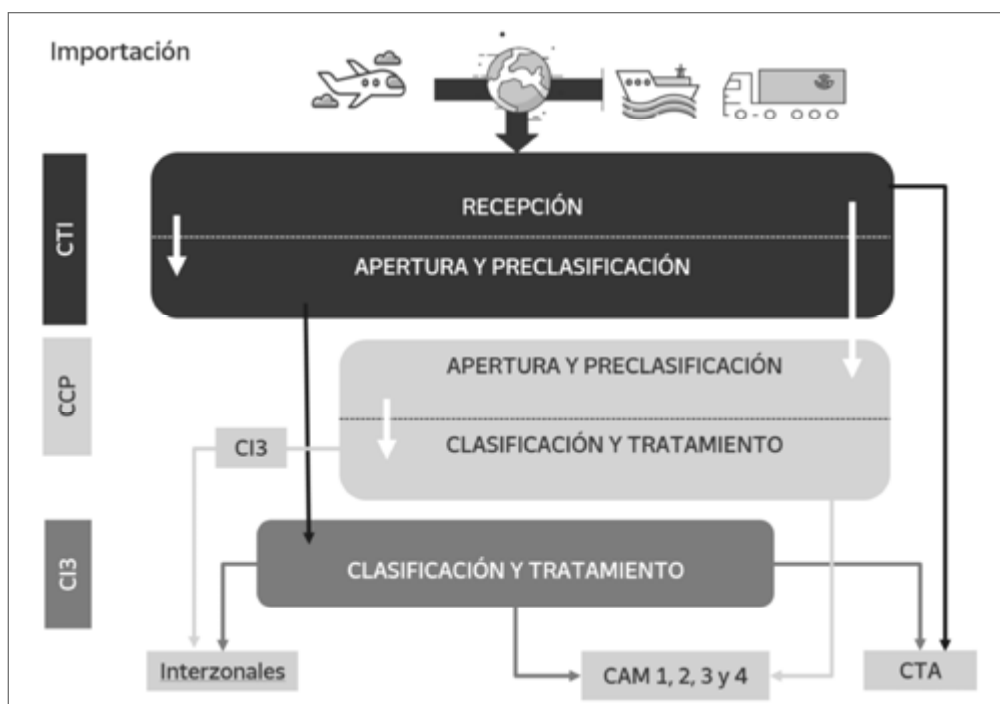 Importación
CTI
RECEPCIÓN
APERTURA Y PRECLASIFICACIÓN
CCP
APERTURA Y PRECLASIFICACIÓN
CI3
CLASIFICACIÓN Y TRATAMIENTO
CI3
CLASIFICACIÓN Y TRATAMIENTO
Interzonales
CAM 1, 2, 3 y 4
CTA